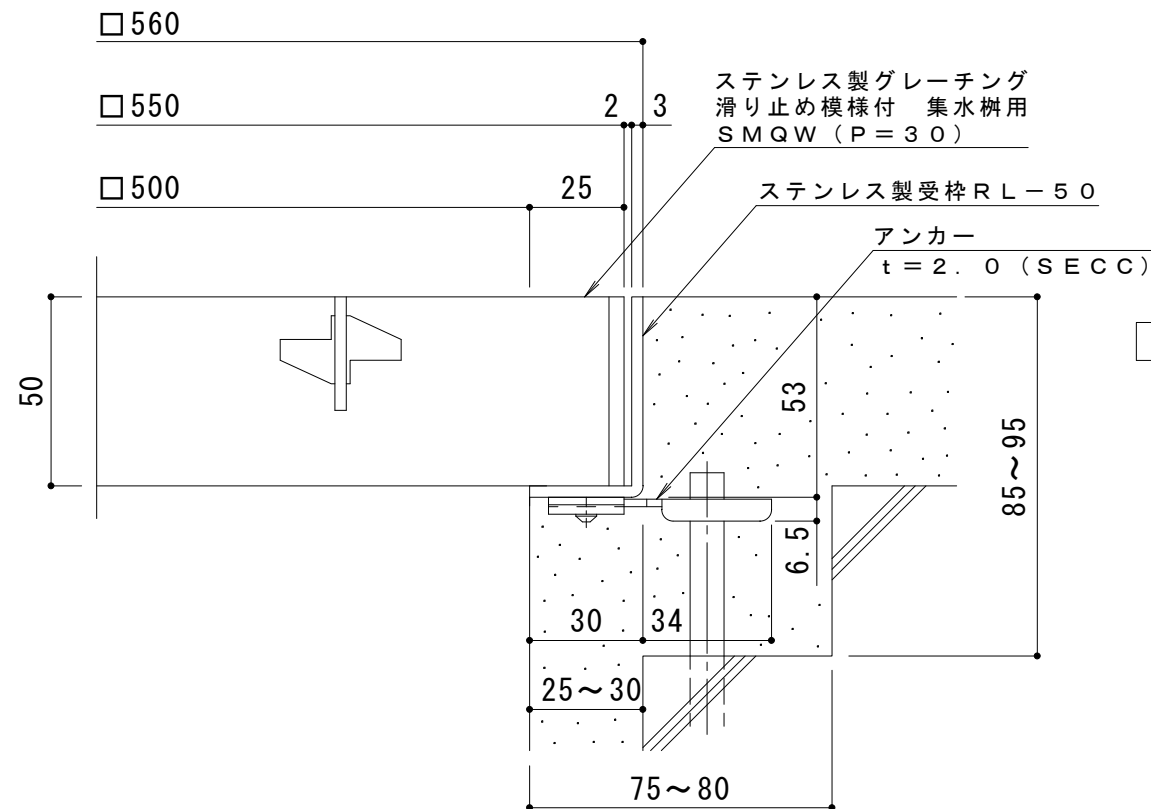 □560
□550
2
3
□500
25
ステンレス製グレーチング
滑り止め模様付 集水桝用
SMQW(P=30)
ステンレス製受枠RL-50
アンカー
t=2.0(SECC)
50
53
85~95
6.5
30
34
25~30
75~80